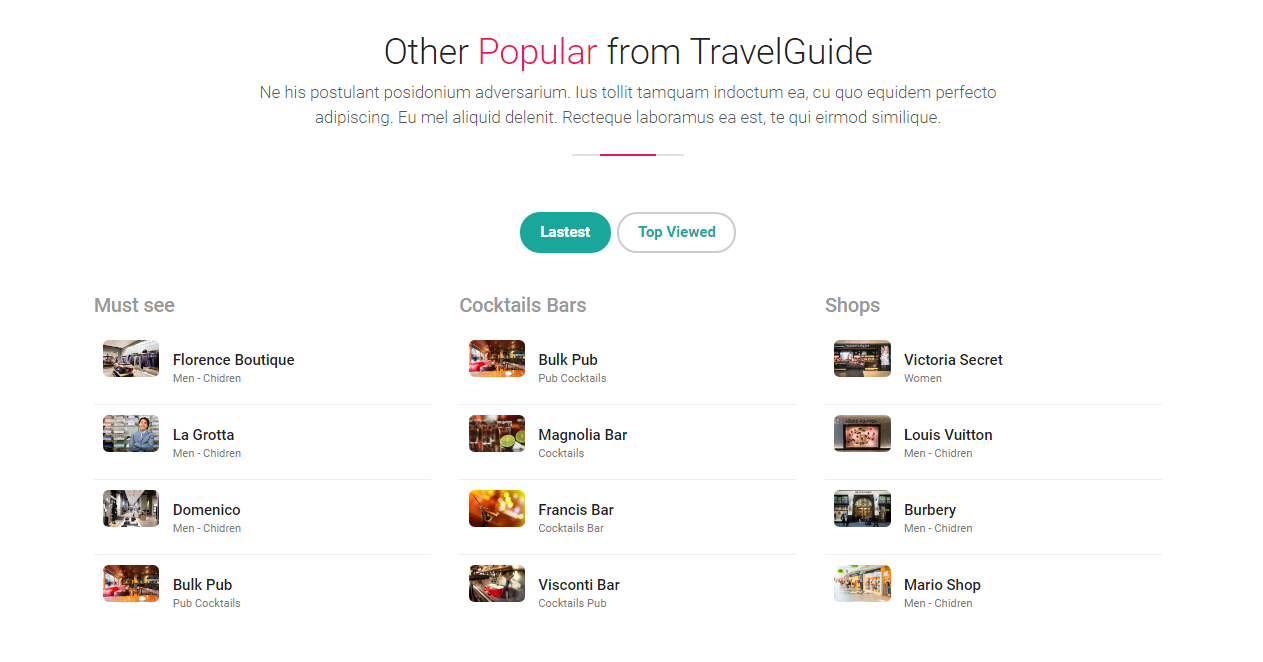 Other Popular from TravelGuide
Ne his postulant posidonium adversarium. Ius tollit tamquam indoctum ea, cu quo equidem perfecto
adipiscing. Eu mel aliquid delenit. Recteque laboramus ea est, te qui eirmod similique.
Lastest
Top Viewed
Must see
Florence Boutique
Men - Chidren
La Grotta
Men - Chidren
Domenico
Men - Chidren
Bulk Pub
Pub Cocktails
Cocktails Bars
Bulk Pub
Pub Cocktails
Magnolia Bar
Cocktails
Francis Bar
Cocktails Bar
Visconti Bar
Cocktails Pub
Shops
Victoria Secret
Women
Louis Vuitton
Men - Chidren
Burbery
Men - Chidren
Mario Shop
Men - Chidren